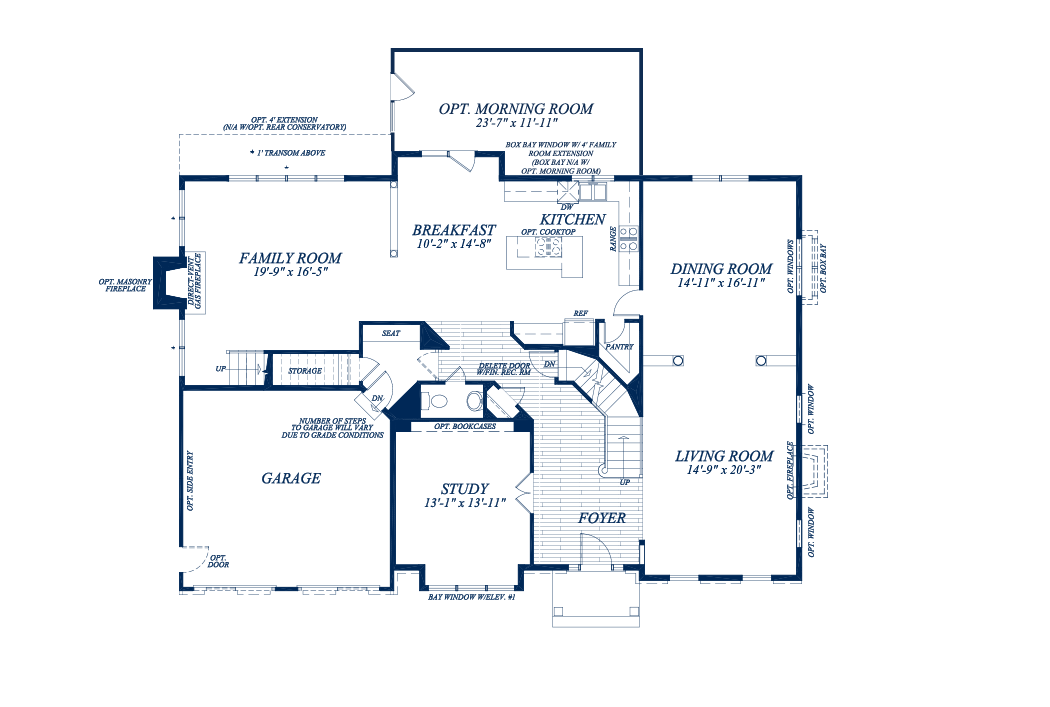 OPT. MORNING ROOM
23'-7" x 11'-11"
OPT. 4' EXTENSION
(N/A W/OPT. REAR CONSERVATORY)
* 1' TRANSOM ABOVE
*
BOX BAY WINDOW W/ 4' FAMILY
ROOM EXTENSION
(BOX BAY N/A W/
OPT. MORNING ROOM)
DW
KITCHEN
OPT. COOKTOP
RANGE
BREAKFAST
10'-2" x 14'-8"
*
FAMILY ROOM
19'-9" x 16'-5"
OPT. MASONRY
FIREPLACE
DIRECT-VENT
GAS FIREPLACE
*
DINING ROOM
14'-11" x 16'-11"
OPT. WINDOWS
OPT. BOX BAY
REF
PANTRY
SEAT
UP
STORAGE
DELETE DOOR
W/FIN. REC. RM
DN
DN
NUMBER OF STEPS
TO GARAGE WILL VARY
DUE TO GRADE CONDITIONS
OPT. BOOKCASES
OPT. WINDOW
LIVING ROOM
14'-9" x 20'-3"
OPT. FIREPLACE
OPT. SIDE ENTRY
GARAGE
STUDY
13'-1" x 13'-11"
UP
FOYER
OPT. WINDOW
OPT.
DOOR
BAY WINDOW W/ELEV. #1